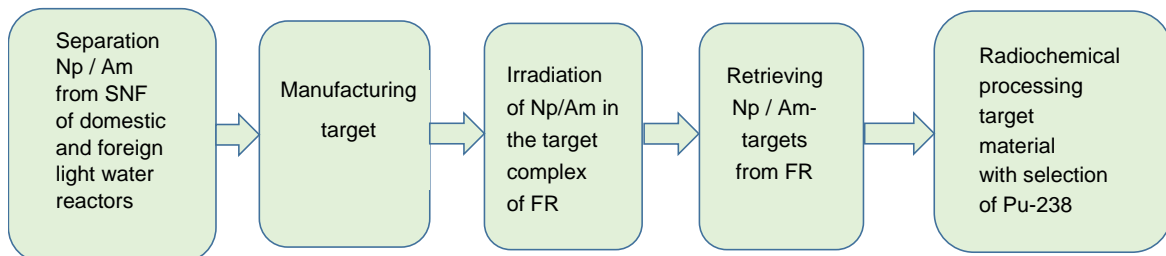 Separation
Np / Am
from SNF
of domestic
and foreign
light water
reactors
Manufacturing
target
Irradiation
of Np/Am in
the target
complex
of FR
Retrieving
Np / Am-
targets
from FR
Radiochemical
processing
target
material
with selection
of Pu-238